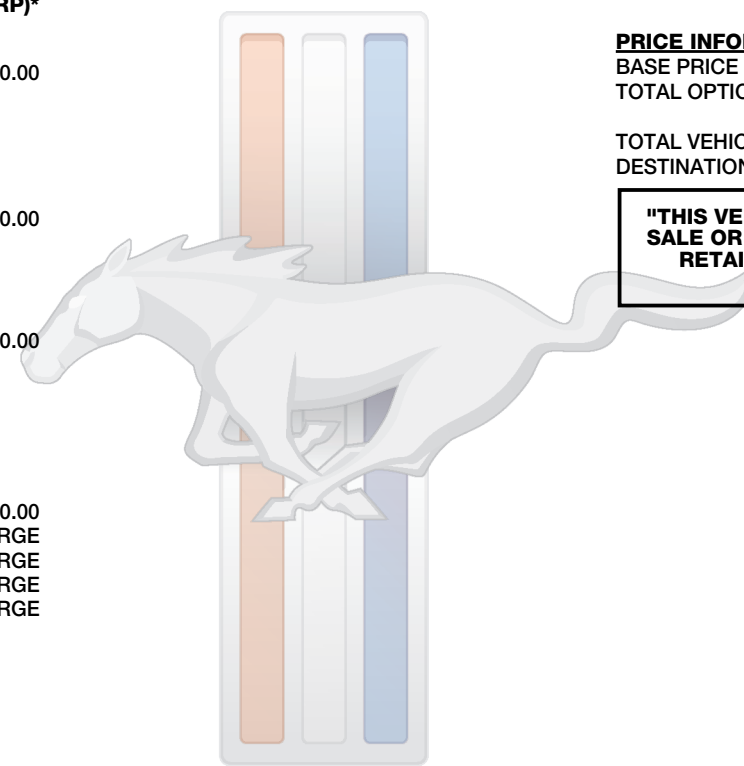 RP)*
0.00
0.00
0.00
0.00
RGE
RGE
RGE
RGE
PRICE INFO
BASE PRICE
TOTAL OPTIO
TOTAL VEHIC
DESTINATION
"THIS VE
SALE OR
RETAI